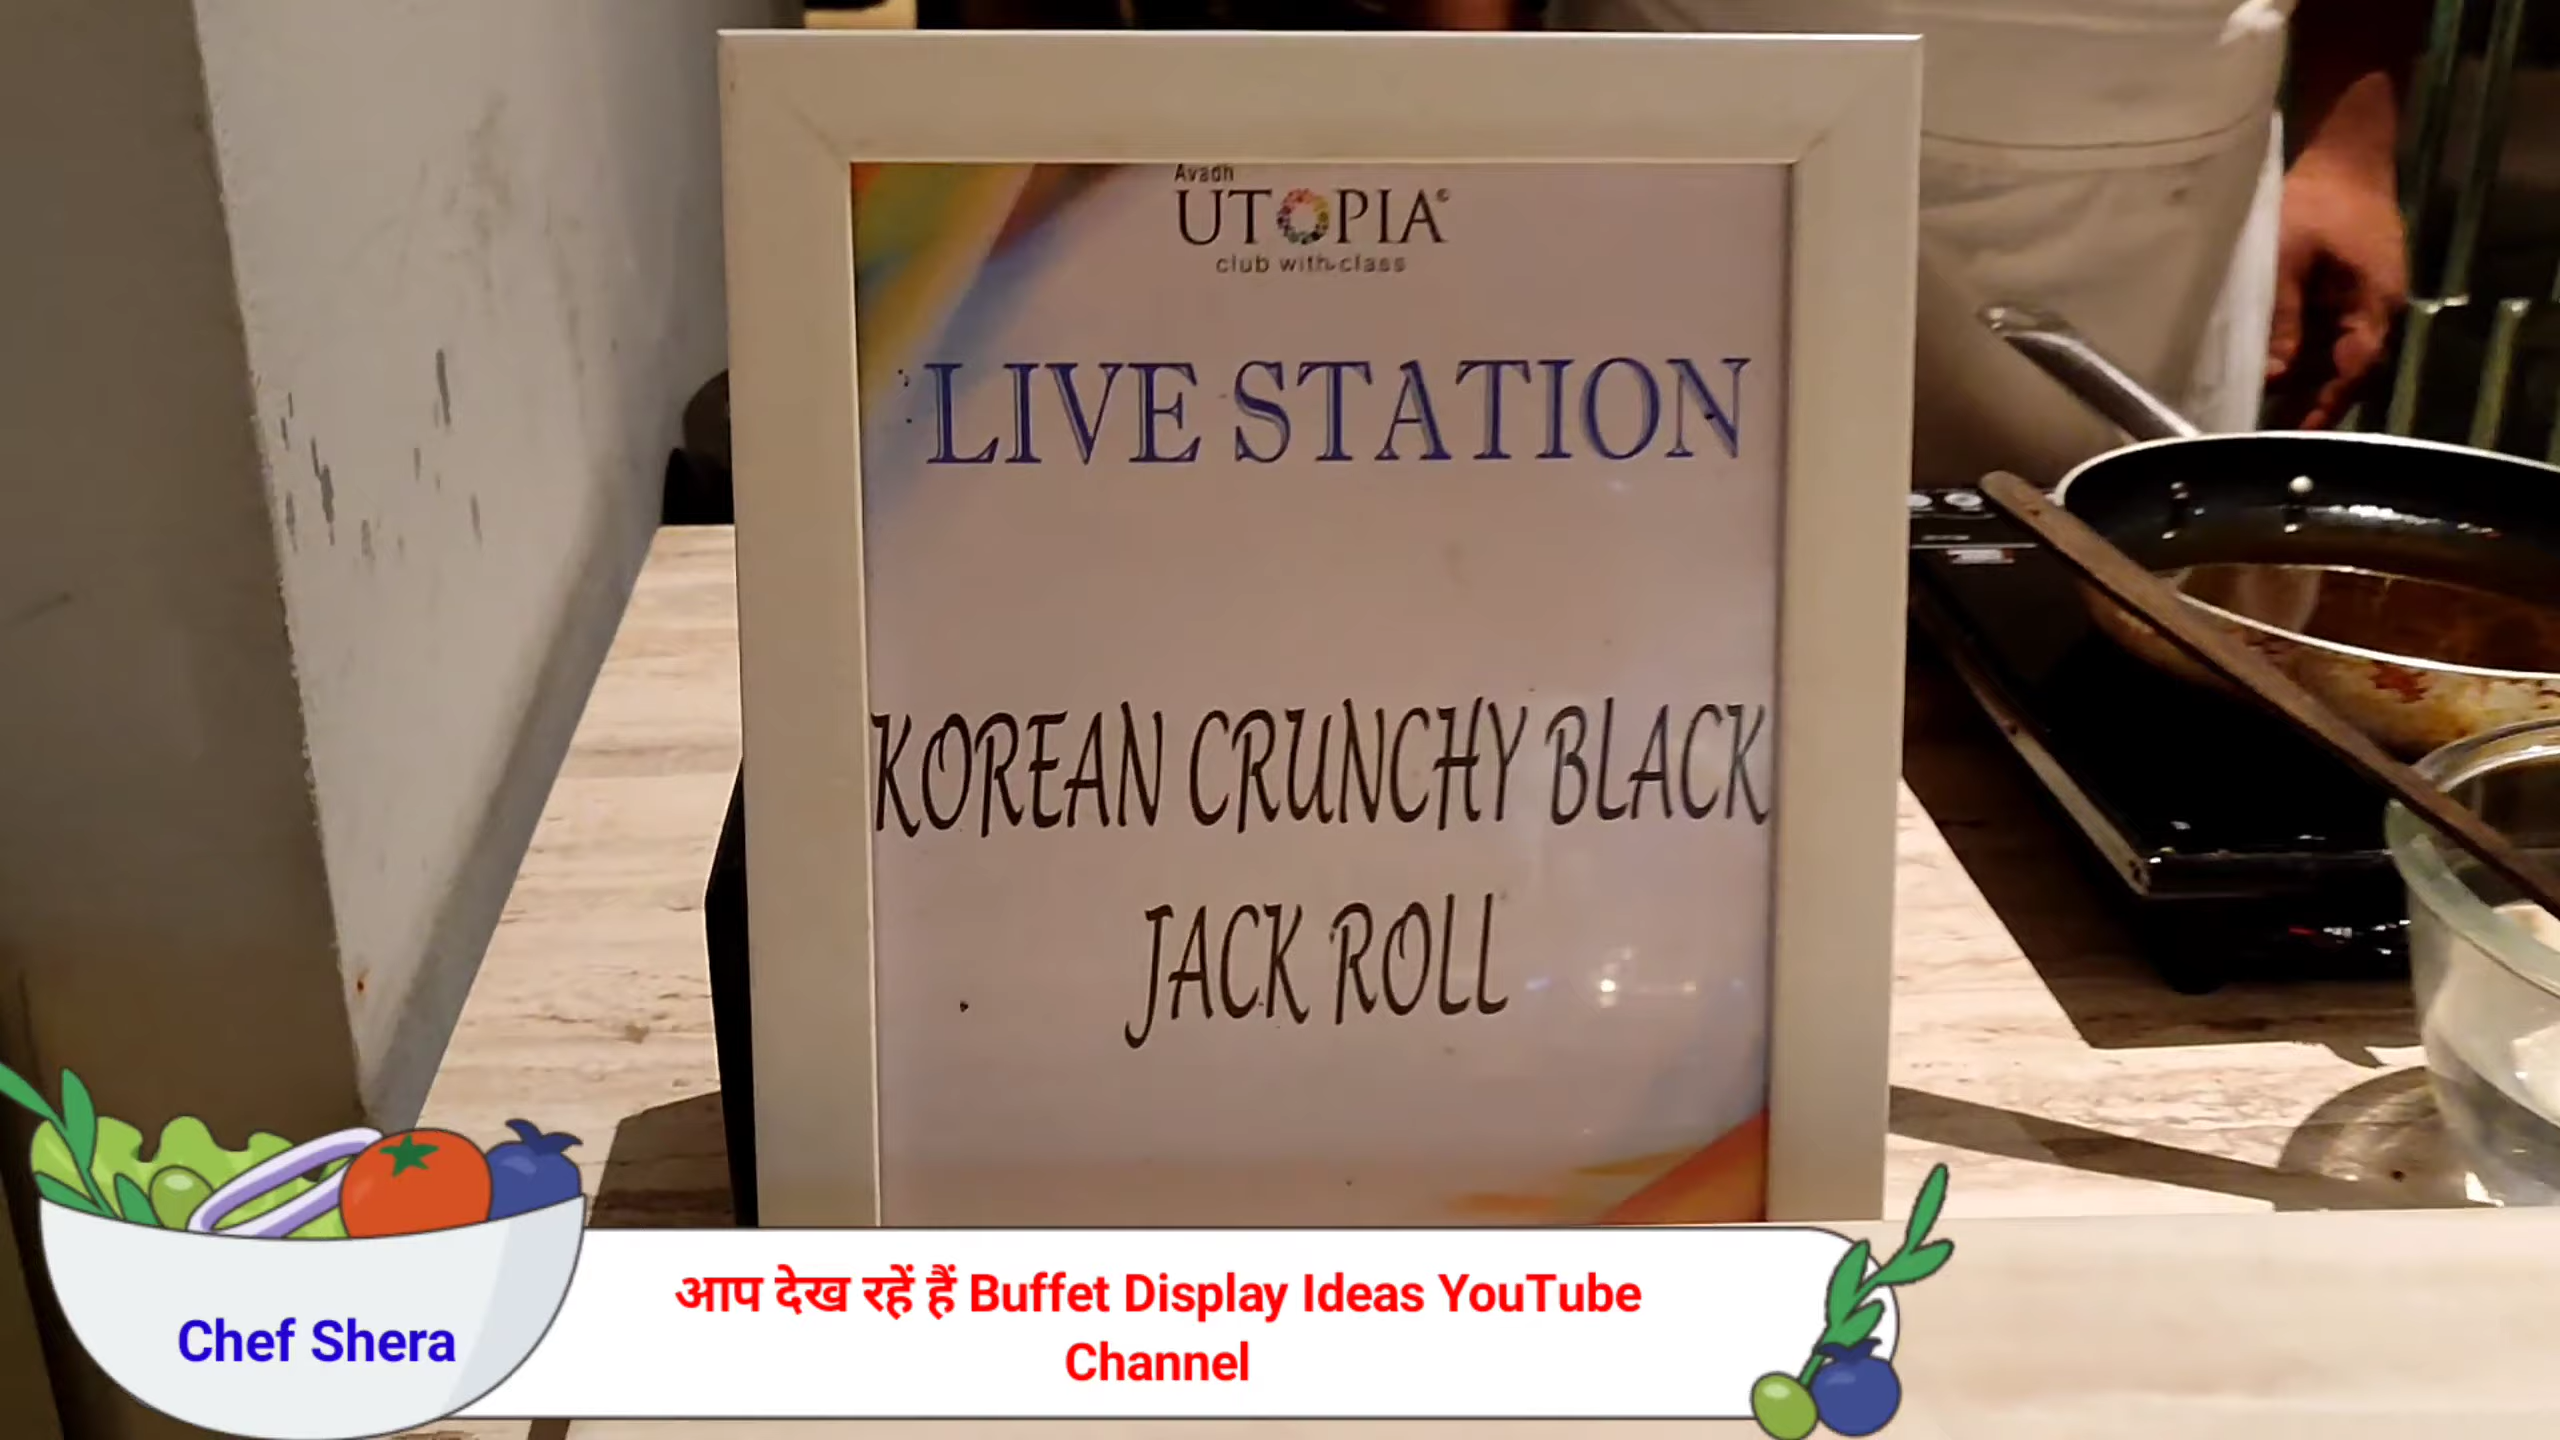 Avadh
UTOPIA
club with class
LIVE STATION
KOREAN CRUNCHY BLACK
JACK ROLL
Chef Shera
आप देख रहें हैं Buffet Display Ideas YouTube
Channel